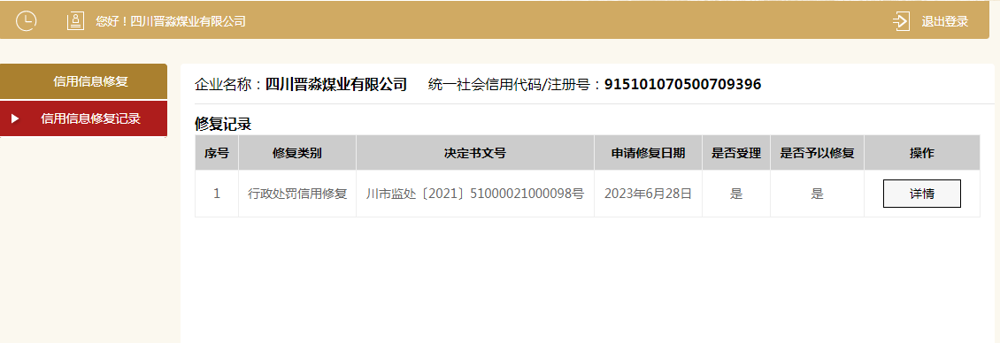 您好！四川晋淼煤业有限公司 退出登录
信用信息修复
企业名称：四川晋淼煤业有限公司 统一社会信用代码/注册号：915101070500709396
信用信息修复记录
修复记录
序号 修复类别 决定书文号 申请修复日期 是否受理 是否予以修复 操作
1 行政处罚信用修复 川市监处〔2021〕51000021000098号 2023年6月28日 是 是 详情